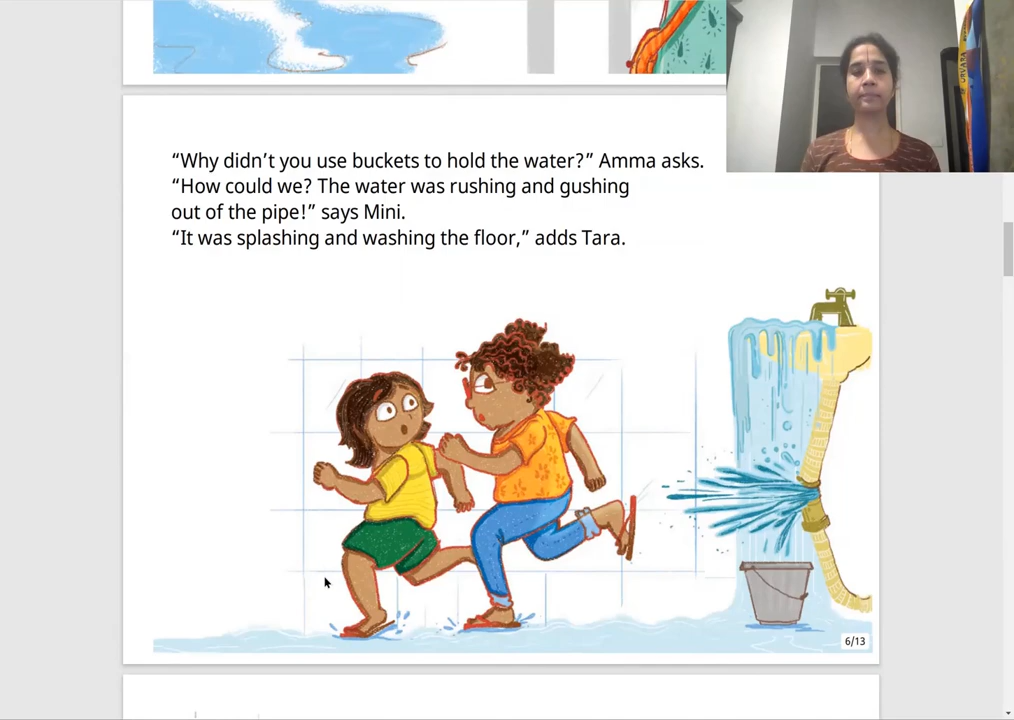 “Why didn’t you use buckets to hold the water?” Amma asks.
“How could we? The water was rushing and gushing
out of the pipe!” says Mini.
“It was splashing and washing the floor,” adds Tara.
6/13